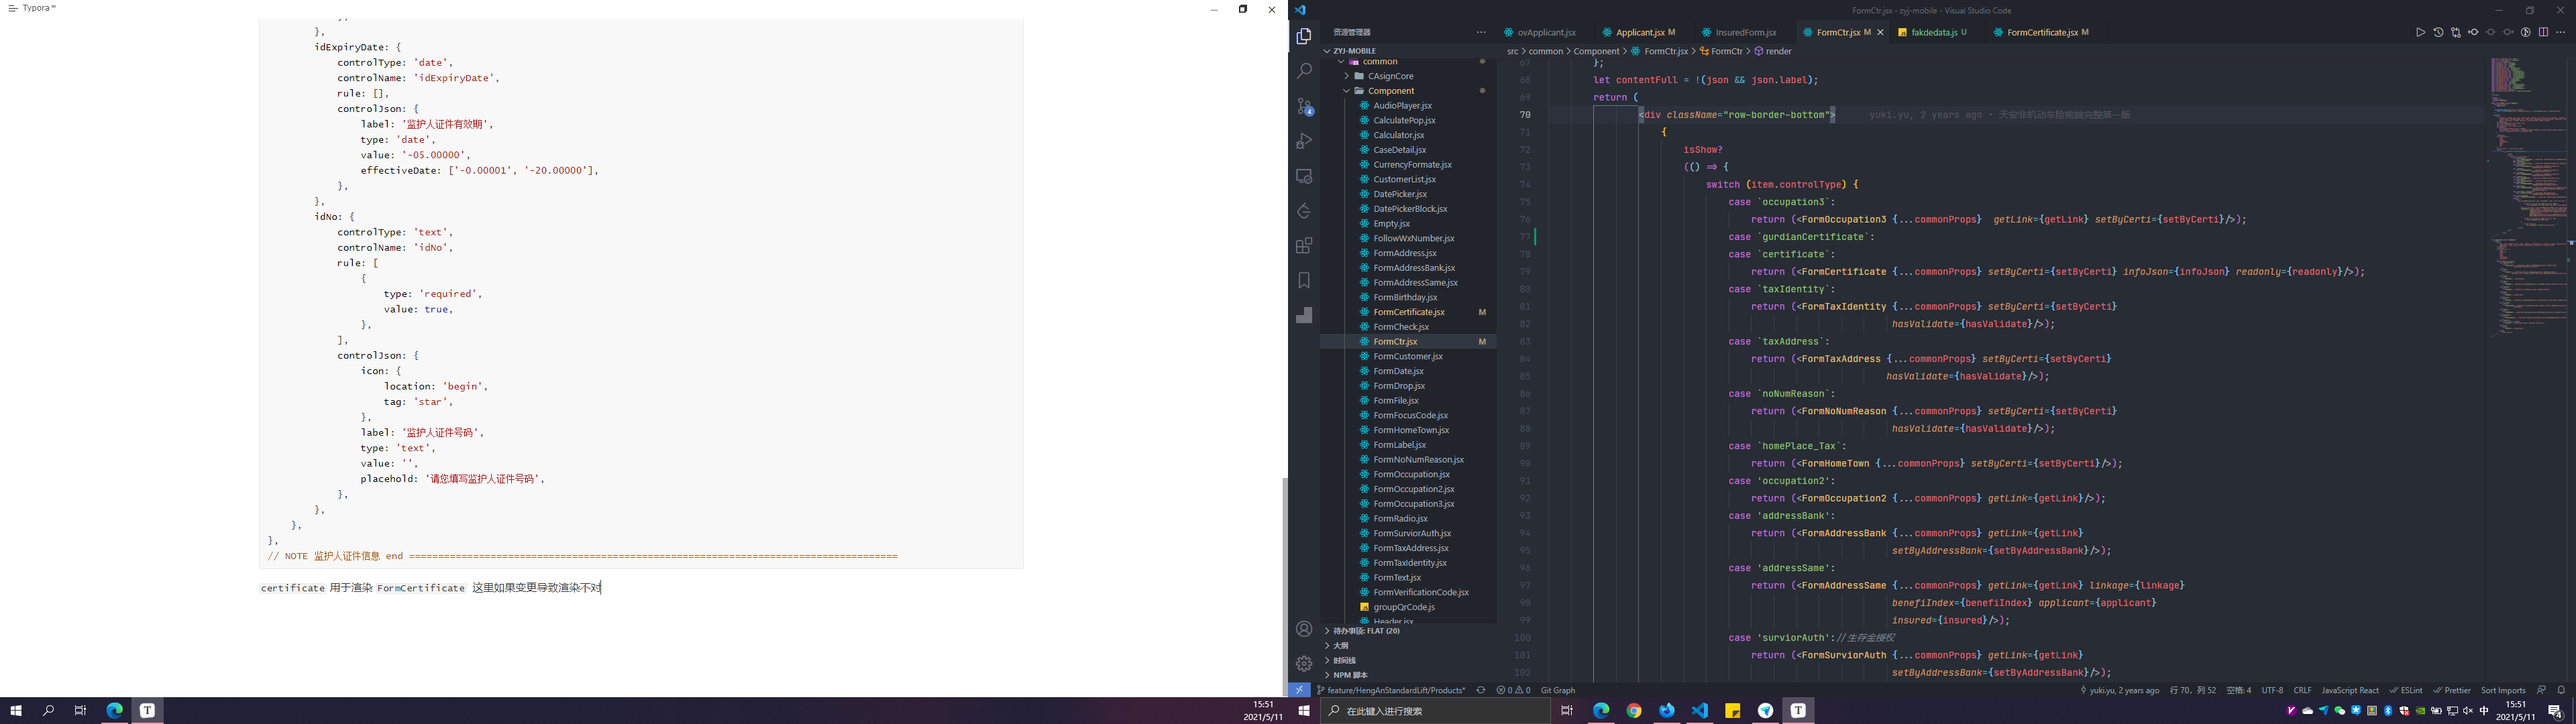 Typora
},
idExpiryDate: {
controlType: 'date',
controlName: 'idExpiryDate',
rule: [],
controlJson: {
label: '监护人证件有效期',
type: 'date',
value: '-05.00000',
effectiveDate: ['-0.00001', '-20.00000'],
},
},
idNo: {
controlType: 'text',
controlName: 'idNo',
rule: [
{
type: 'required',
value: true,
},
],
controlJson: {
icon: {
location: 'begin',
tag: 'star',
},
label: '监护人证件号码',
type: 'text',
value: '',
placehold: '请您填写监护人证件号码',
},
},
},
},
// NOTE 监护人证件信息 end
certificate 用于渲染 FormCertificate 这里如果变更导致渲染不对
15:51
2021/5/11
FormCtr.jsx - zyj-mobile - Visual Studio Code
资源管理器
ZYJ-MOBILE
common
CAsignCore
Component
AudioPlayer.jsx
CalculatePop.jsx
Calculator.jsx
CaseDetail.jsx
CurrencyFormate.jsx
CustomerList.jsx
DatePicker.jsx
DatePickerBlock.jsx
Empty.jsx
FollowWxNumber.jsx
FormAddress.jsx
FormAddressBank.jsx
FormAddressSame.jsx
FormBirthday.jsx
FormCertificate.jsx M
FormCheck.jsx
FormCtr.jsx M
FormCustomer.jsx
FormDate.jsx
FormDrop.jsx
FormFile.jsx
FormFocusCode.jsx
FormHomeTown.jsx
FormLabel.jsx
FormNoNumReason.jsx
FormOccupation.jsx
FormOccupation2.jsx
FormOccupation3.jsx
FormRadio.jsx
FormSurviorAuth.jsx
FormTaxAddress.jsx
FormTaxIdentity.jsx
FormText.jsx
FormVerificationCode.jsx
groupQrCode.js
Header.jsx
待办事项: FLAT (20)
大纲
时间线
NPM 脚本
ovApplicant.jsx Applicant.jsx M InsuredForm.jsx FormCtr.jsx M fakdedata.js U FormCertificate.jsx M
src > common > Component > FormCtr.jsx > FormCtr > render
67 };
68 let contentFull = !(json && json.label);
69 return (
70 <div className="row-border-bottom"> yuki.yu, 2 years ago • 天安非机动车险前端完整第一版
71 {
72 isShow?
73 (() => {
74 switch (item.controlType) {
75 case `occupation3`:
76 return (<FormOccupation3 {...commonProps} getLink={getLink} setByCerti={setByCerti}/>);
77 case `gurdianCertificate`:
78 case `certificate`:
79 return (<FormCertificate {...commonProps} setByCerti={setByCerti} infoJson={infoJson} readonly={readonly}/>);
80 case `taxIdentity`:
81 return (<FormTaxIdentity {...commonProps} setByCerti={setByCerti}
82 hasValidate={hasValidate}/>);
83 case `taxAddress`:
84 return (<FormTaxAddress {...commonProps} setByCerti={setByCerti}
85 hasValidate={hasValidate}/>);
86 case `noNumReason`:
87 return (<FormNoNumReason {...commonProps} setByCerti={setByCerti}
88 hasValidate={hasValidate}/>);
89 case `homePlace_Tax`:
90 return (<FormHomeTown {...commonProps} setByCerti={setByCerti}/>);
91 case 'occupation2':
92 return (<FormOccupation2 {...commonProps} getLink={getLink}/>);
93 case 'addressBank':
94 return (<FormAddressBank {...commonProps} getLink={getLink}
95 setByAddressBank={setByAddressBank}/>);
96 case 'addressSame':
97 return (<FormAddressSame {...commonProps} getLink={getLink} linkage={linkage}
98 benefiIndex={benefiIndex} applicant={applicant}
99 insured={insured}/>);
100 case 'surviorAuth'://生存金授权
101 return (<FormSurviorAuth {...commonProps} getLink={getLink}
102 setByAddressBank={setByAddressBank}/>);
feature/HengAnStandardLift/Products* 0 0 Git Graph
yuki.yu, 2 years ago 行 70，列 52 空格: 4 UTF-8 CRLF JavaScript React ESLint Prettier Sort Imports
在此键入进行搜索
中
15:51
2021/5/11